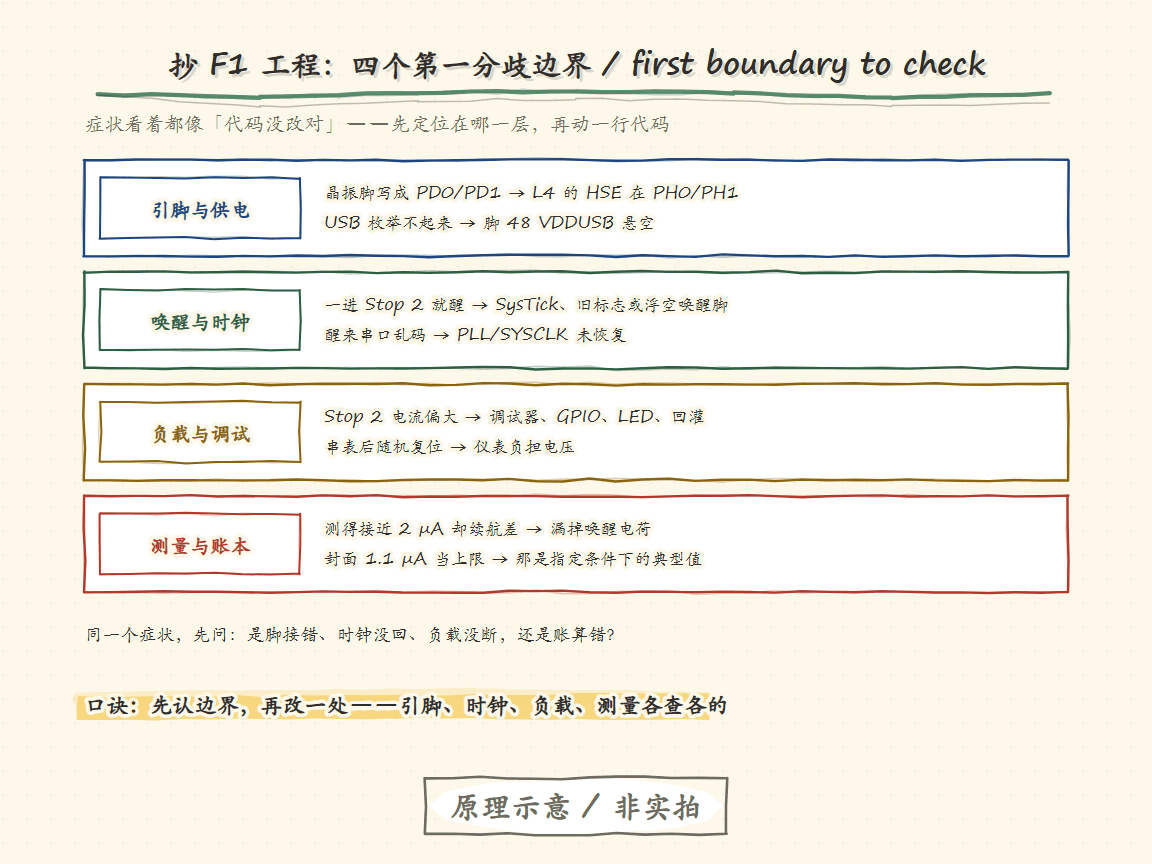 抄 F1 工程：四个第一分歧边界 / first boundary to check
症状看着都像「代码没改对」——先定位在哪一层，再动一行代码
引脚与供电
晶振脚写成 PD0/PD1 → L4 的 HSE 在 PH0/PH1
USB 枚举不起来 → 脚 48 VDDUSB 悬空
唤醒与时钟
一进 Stop 2 就醒 → SysTick、旧标志或浮空唤醒脚
醒来串口乱码 → PLL/SYSCLK 未恢复
负载与调试
Stop 2 电流偏大 → 调试器、GPIO、LED、回灌
串表后随机复位 → 仪表负担电压
测量与账本
测得接近 2 μA 却续航差 → 漏掉唤醒电荷
封面 1.1 μA 当上限 → 那是指定条件下的典型值
同一个症状，先问：是脚接错、时钟没回、负载没断，还是账算错？
口诀：先认边界，再改一处——引脚、时钟、负载、测量各查各的
原理示意 / 非实拍